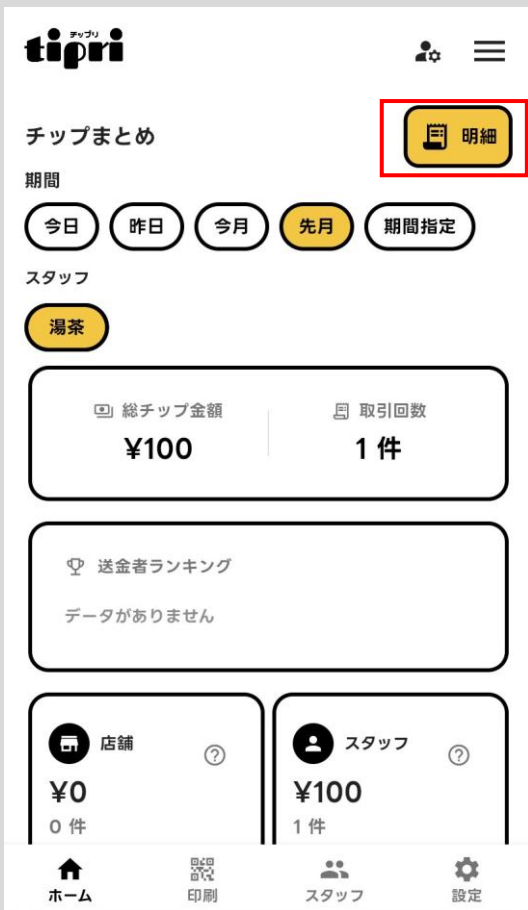 チップリ
tipri
チップまとめ
明細
期間
今日 昨日 今月 先月 期間指定
スタッフ
湯茶
総チップ金額 取引回数
¥100 1 件
送金者ランキング
データがありません
店舗 ? スタッフ ?
¥0 ¥100
0 件 1 件
ホーム 印刷 スタッフ 設定